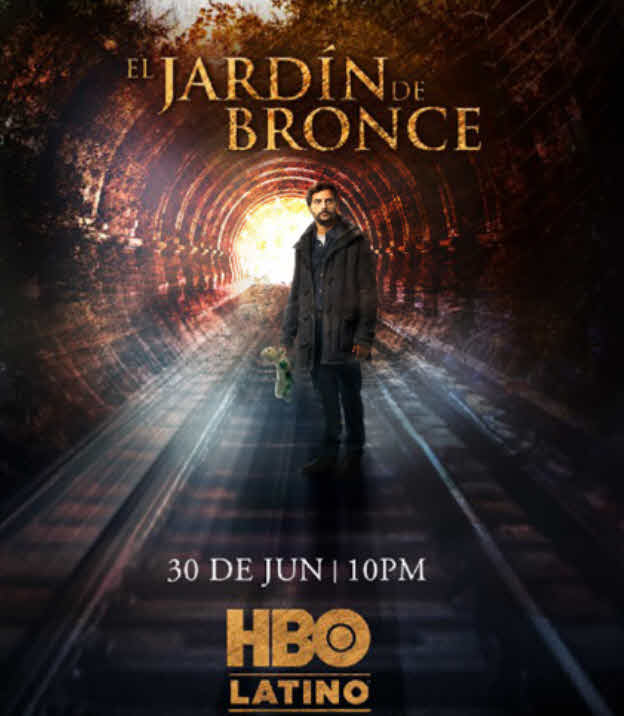 EL JARDÍN DE
BRONCE
30 DE JUN | 10PM
HBO
LATINO